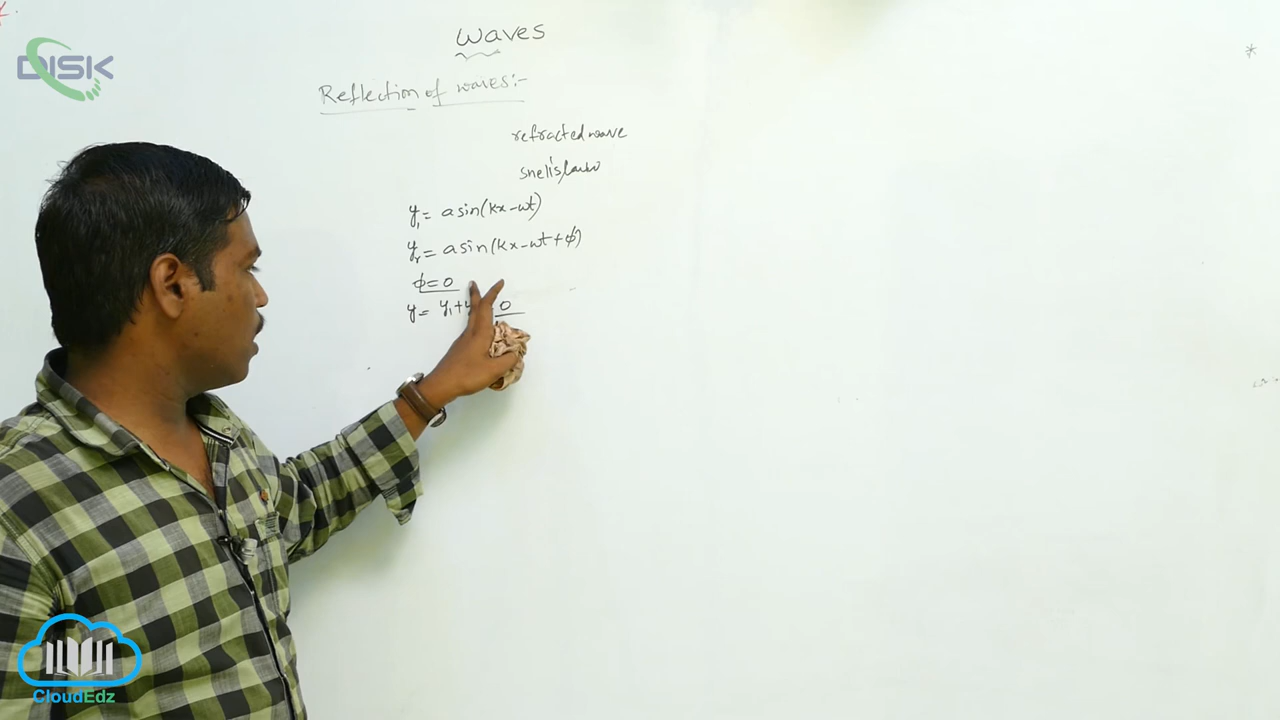 DISK
waves
Reflection of waves:-
refracted wave
snell's law
y₁ = a sin(kx-ωt)
yᵣ = a sin(kx-ωt+ϕ)
ϕ=0
y = y₁+y 0
CloudEdz